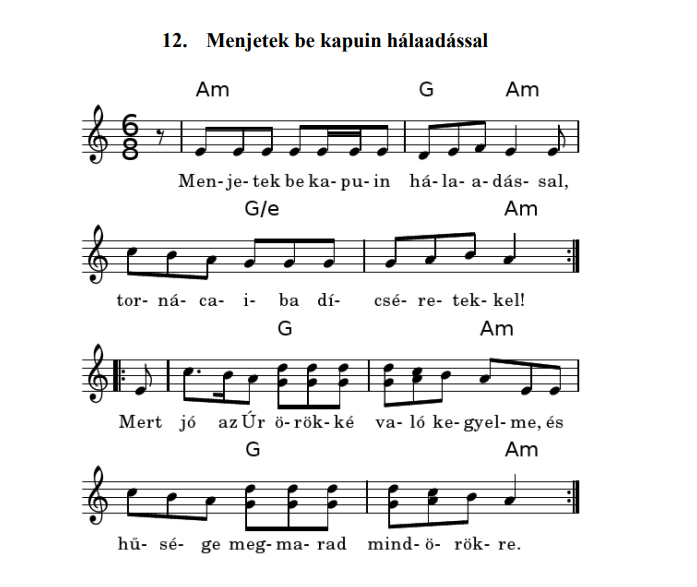 12. Menjetek be kapuin hálaadással
Am G Am
6
8
Men- je- tek be ka- pu- in há- la- a- dás- sal,
G/e Am
tor- ná- ca- i- ba dí- csé- re- tek- kel!
G Am
Mert jó az Úr ö- rök- ké va- ló ke- gyel- me, és
G Am
hű- sé- ge meg- ma- rad mind- ö- rök- re.